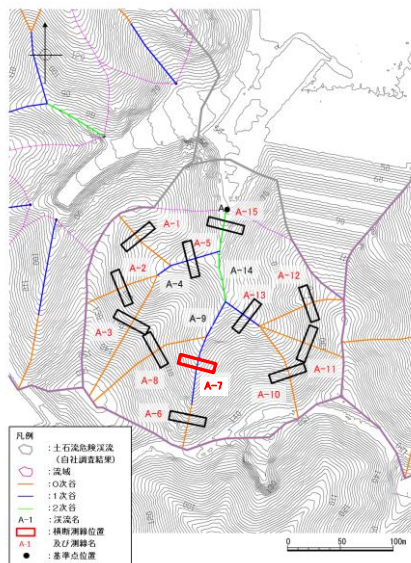 A
A-15
A-1
A-5
A-14
A-2
A-4
A-12
A-9
A-13
A-3
A-8
A-7
A-11
A-10
A-6
凡例
：土石流危険渓流
（自社調査結果）
：流域
：0次谷
：1次谷
：2次谷
A-1 ：渓流名
：横断測線位置
A-1 及び測線名
：基準点位置
0 100m